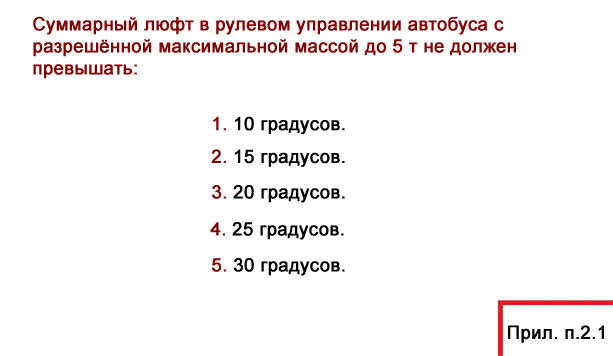 Суммарный люфт в рулевом управлении автобуса с
разрешённой максимальной массой до 5 т не должен
превышать:
1. 10 градусов.
2. 15 градусов.
3. 20 градусов.
4. 25 градусов.
5. 30 градусов.
Прил. п.2.1